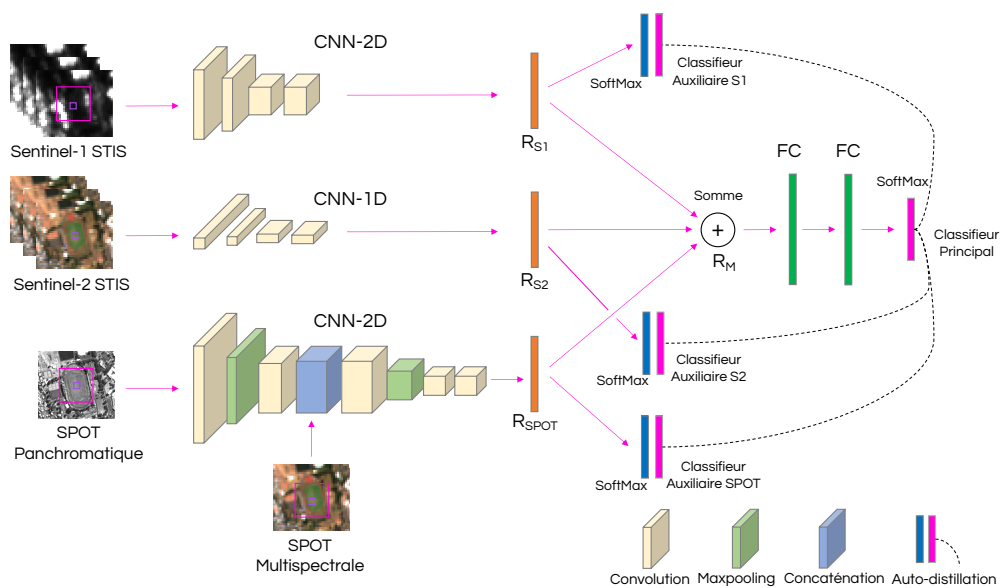 CNN-2D
Sentinel-1 STIS
R_S1
SoftMax
Classifieur
Auxiliaire S1
CNN-1D
Sentinel-2 STIS
R_S2
Somme
+
R_M
FC
FC
SoftMax
Classifieur
Principal
CNN-2D
SoftMax
Classifieur
Auxiliaire S2
SPOT
Panchromatique
R_SPOT
SoftMax
Classifieur
Auxiliaire SPOT
SPOT
Multispectrale
Convolution
Maxpooling
Concaténation
Auto-distillation